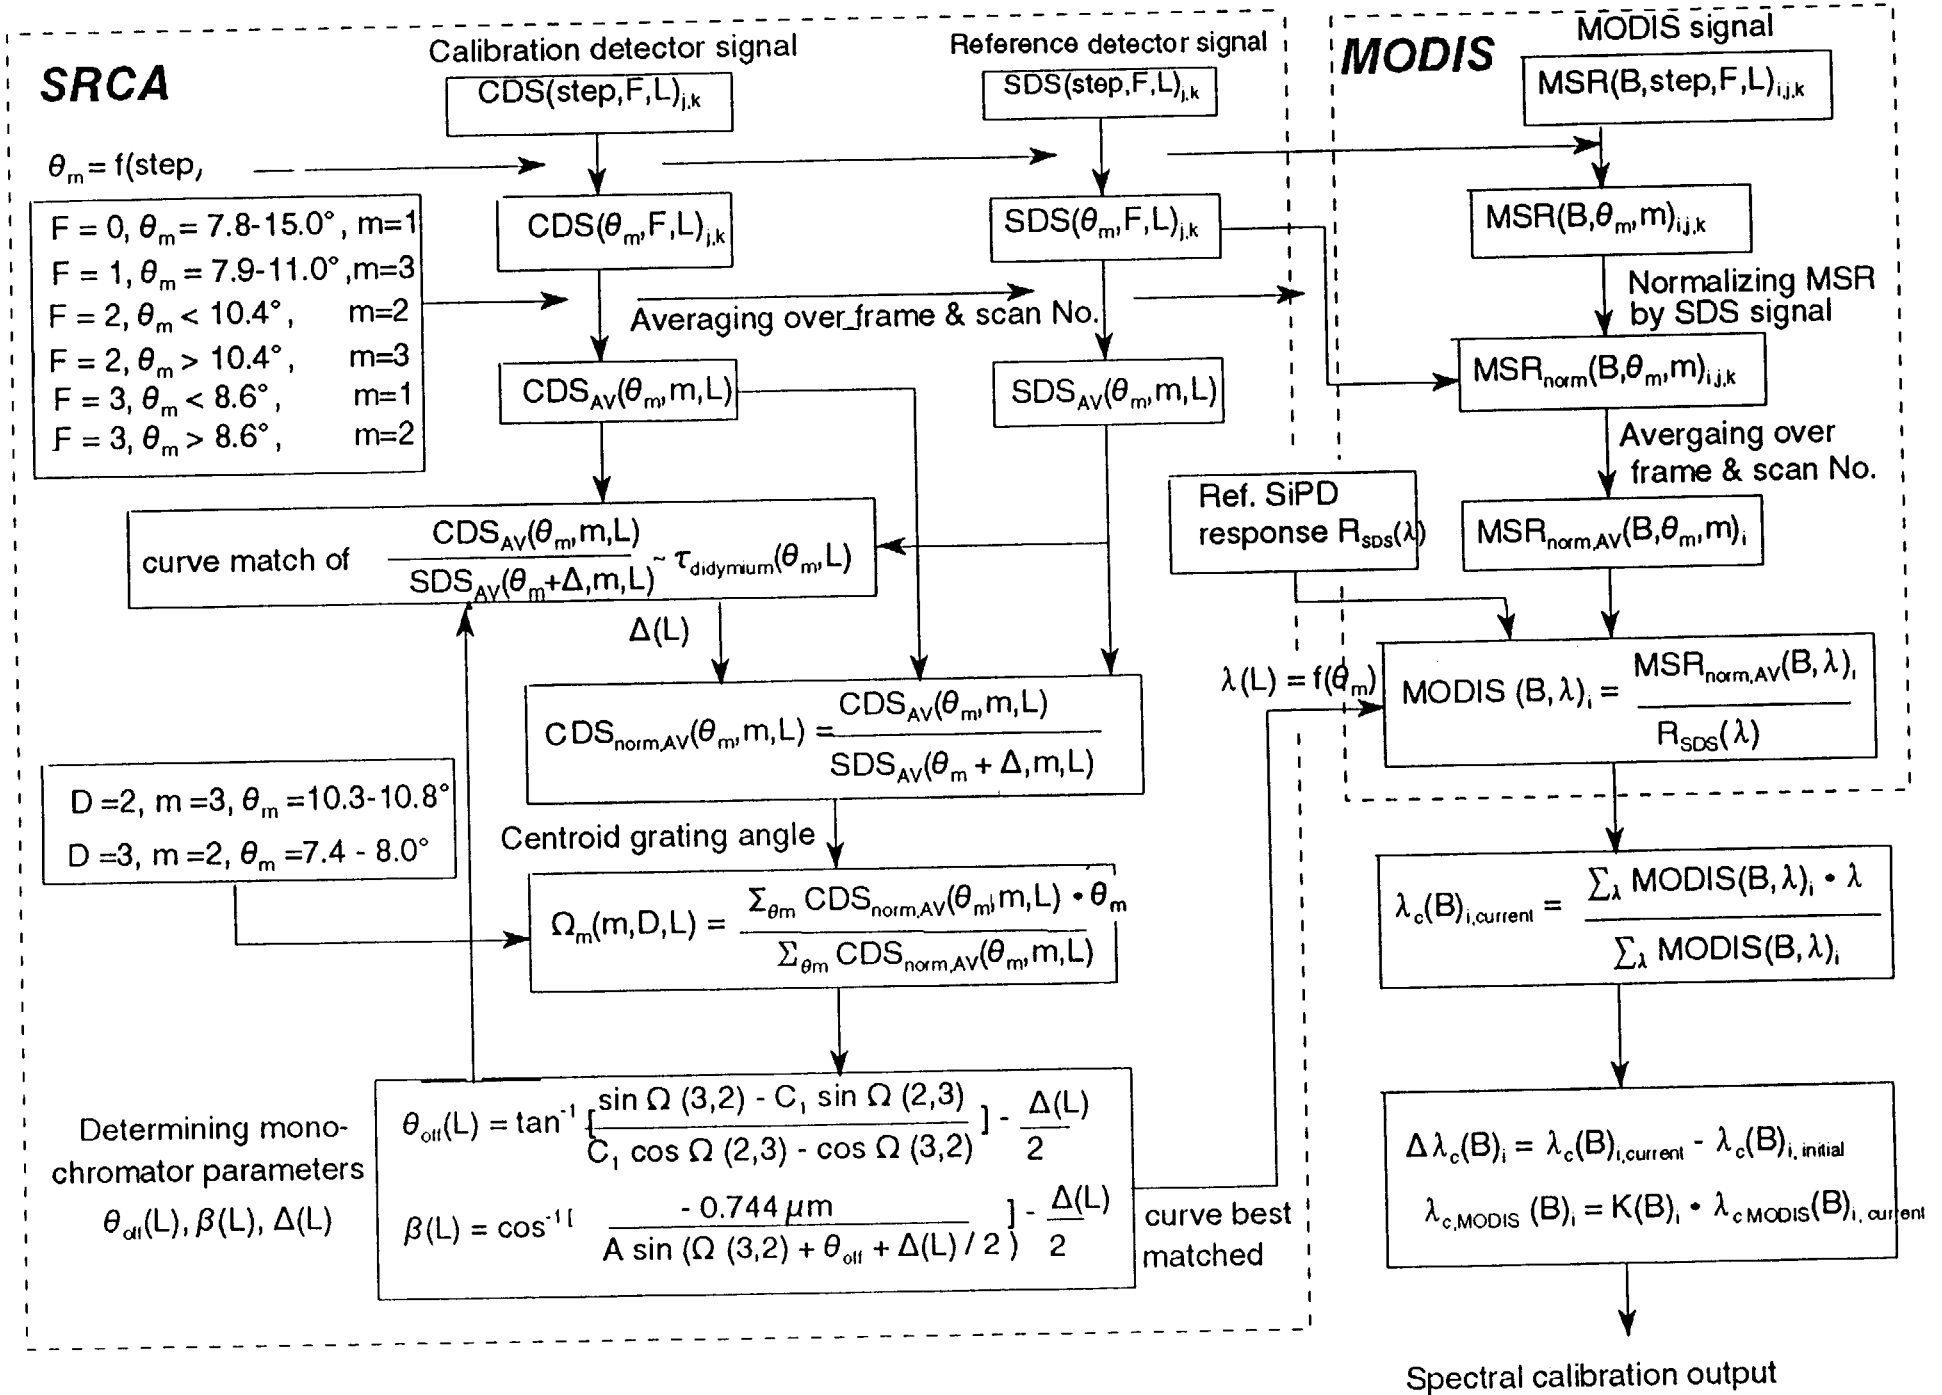 SRCA
Calibration detector signal
CDS(step,F,L)j,k
Reference detector signal
SDS(step,F,L)j,k
MODIS
MODIS signal
MSR(B,step,F,L)i,j,k
θm = f(step,
F = 0, θm = 7.8-15.0°, m=1
F = 1, θm = 7.9-11.0°, m=3
F = 2, θm < 10.4°, m=2
F = 2, θm > 10.4°, m=3
F = 3, θm < 8.6°, m=1
F = 3, θm > 8.6°, m=2
CDS(θm,F,L)j,k
SDS(θm,F,L)j,k
MSR(B,θm,m)i,j,k
Normalizing MSR
by SDS signal
Averaging over frame & scan No.
CDSAV(θm,m,L)
SDSAV(θm,m,L)
MSRnorm(B,θm,m)i,j,k
Avergaing over
frame & scan No.
Ref. SiPD
response RSDS(λ)
MSRnorm,AV(B,θm,m)i
curve match of CDSAV(θm,m,L) / SDSAV(θm+Δ,m,L) ~ τdidymium(θm,L)
Δ(L)
λ(L) = f(θm)
MODIS (B,λ)i = MSRnorm,AV(B,λ)i / RSDS(λ)
CDSnorm,AV(θm,m,L) = CDSAV(θm,m,L) / SDSAV(θm + Δ,m,L)
D =2, m =3, θm =10.3-10.8°
D =3, m =2, θm =7.4 - 8.0°
Centroid grating angle
Ωm(m,D,L) = Σθm CDSnorm,AV(θm,m,L) • θm / Σθm CDSnorm,AV(θm,m,L)
λc(B)i,current = Σλ MODIS(B,λ)i • λ / Σλ MODIS(B,λ)i
Determining mono-
chromator parameters
θoff(L), β(L), Δ(L)
θoff(L) = tan-1 [ sin Ω (3,2) - C1 sin Ω (2,3) / C1 cos Ω (2,3) - cos Ω (3,2) ] - Δ(L) / 2
β(L) = cos-1 [ - 0.744 μm / A sin (Ω (3,2) + θoff + Δ(L) / 2 ) ] - Δ(L) / 2
curve best
matched
Δλc(B)i = λc(B)i,current - λc(B)i, initial
λc,MODIS (B)i = K(B)i • λc MODIS(B)i, current
Spectral calibration output